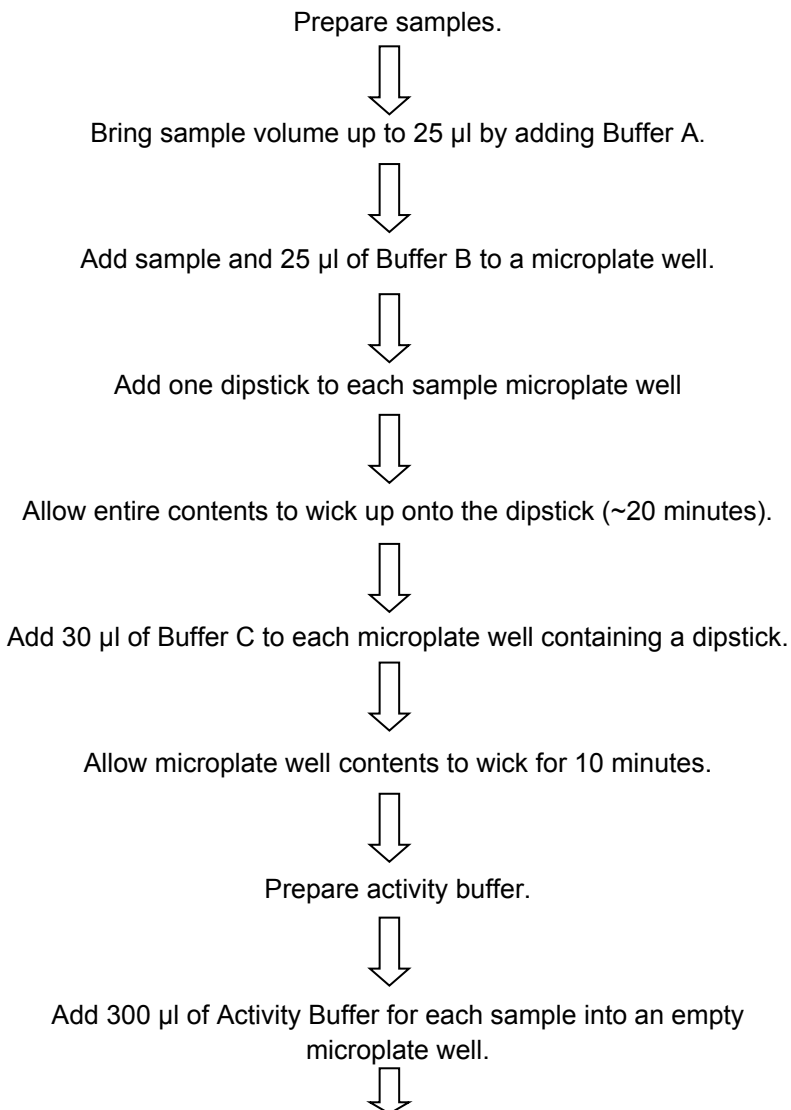 Prepare samples.
Bring sample volume up to 25 µl by adding Buffer A.
Add sample and 25 µl of Buffer B to a microplate well.
Add one dipstick to each sample microplate well
Allow entire contents to wick up onto the dipstick (~20 minutes).
Add 30 µl of Buffer C to each microplate well containing a dipstick.
Allow microplate well contents to wick for 10 minutes.
Prepare activity buffer.
Add 300 µl of Activity Buffer for each sample into an empty
microplate well.